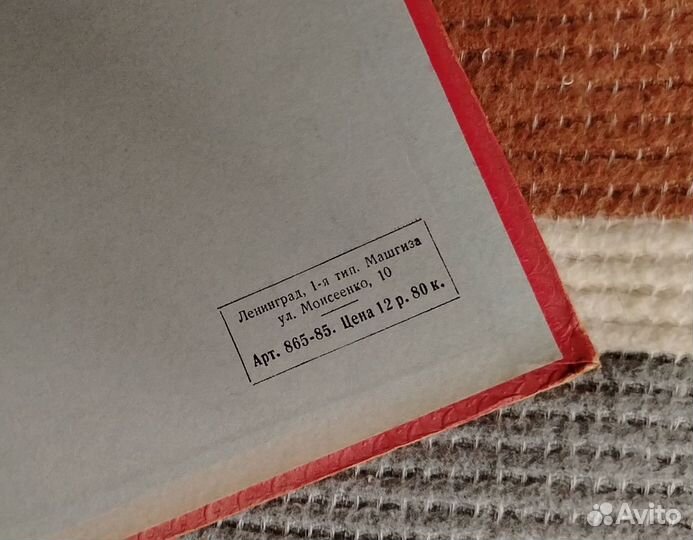 Ленинград, 1-я тип. Машгиза
ул. Моисеенко, 10
Арт. 865-85. Цена 12 р. 80 к.
Avito